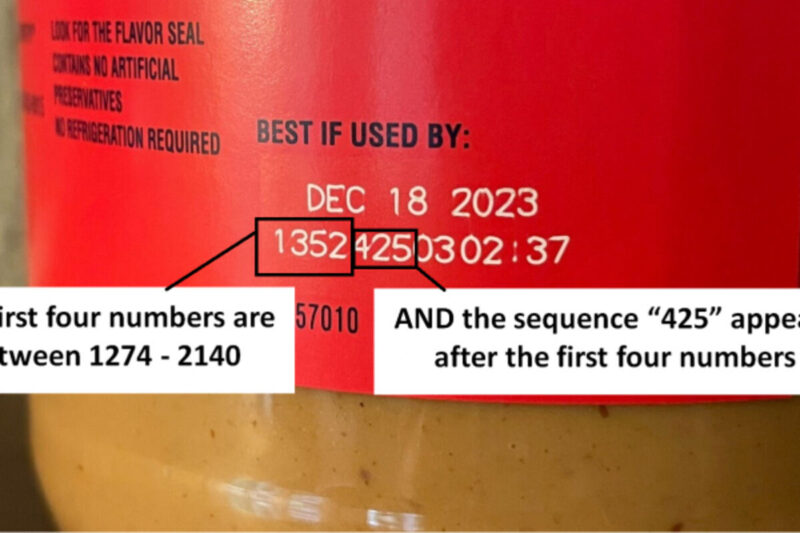 LOOK FOR THE FLAVOR SEAL
CONTAINS NO ARTIFICIAL
PRESERVATIVES
NO REFRIGERATION REQUIRED
BEST IF USED BY:
DEC 18 2023
13524250302:37
57010
irst four numbers are
tween 1274 - 2140
AND the sequence “425” appea
after the first four numbers